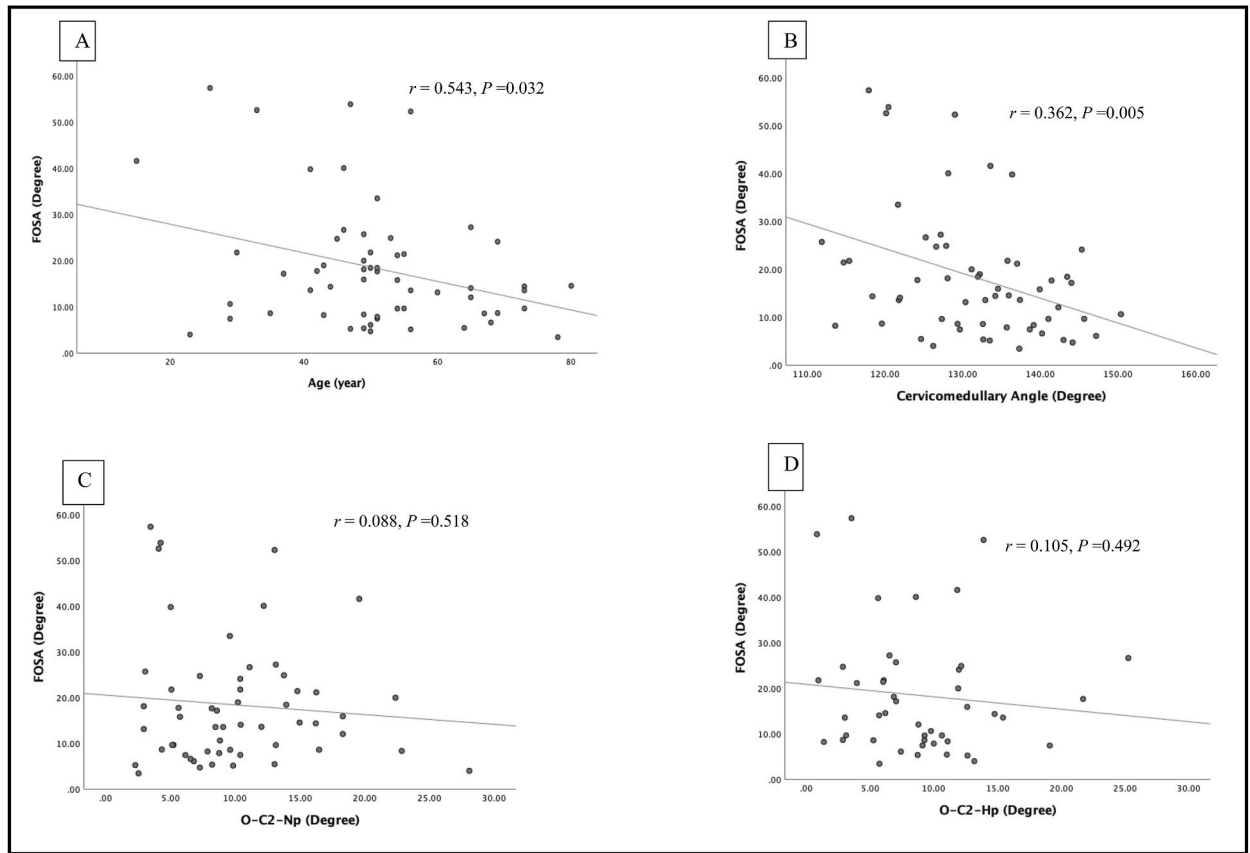 A
r = 0.543, P =0.032
60.00
50.00
40.00
30.00
20.00
10.00
.00
FOSA (Degree)
20 40 60 80
Age (year)
B
r = 0.362, P =0.005
60.00
50.00
40.00
30.00
20.00
10.00
.00
FOSA (Degree)
110.00 120.00 130.00 140.00 150.00 160.00
Cervicomedullary Angle (Degree)
C
r = 0.088, P =0.518
60.00
50.00
40.00
30.00
20.00
10.00
.00
FOSA (Degree)
.00 5.00 10.00 15.00 20.00 25.00 30.00
O-C2-Np (Degree)
D
r = 0.105, P =0.492
60.00
50.00
40.00
30.00
20.00
10.00
.00
FOSA (Degree)
.00 5.00 10.00 15.00 20.00 25.00 30.00
O-C2-Hp (Degree)